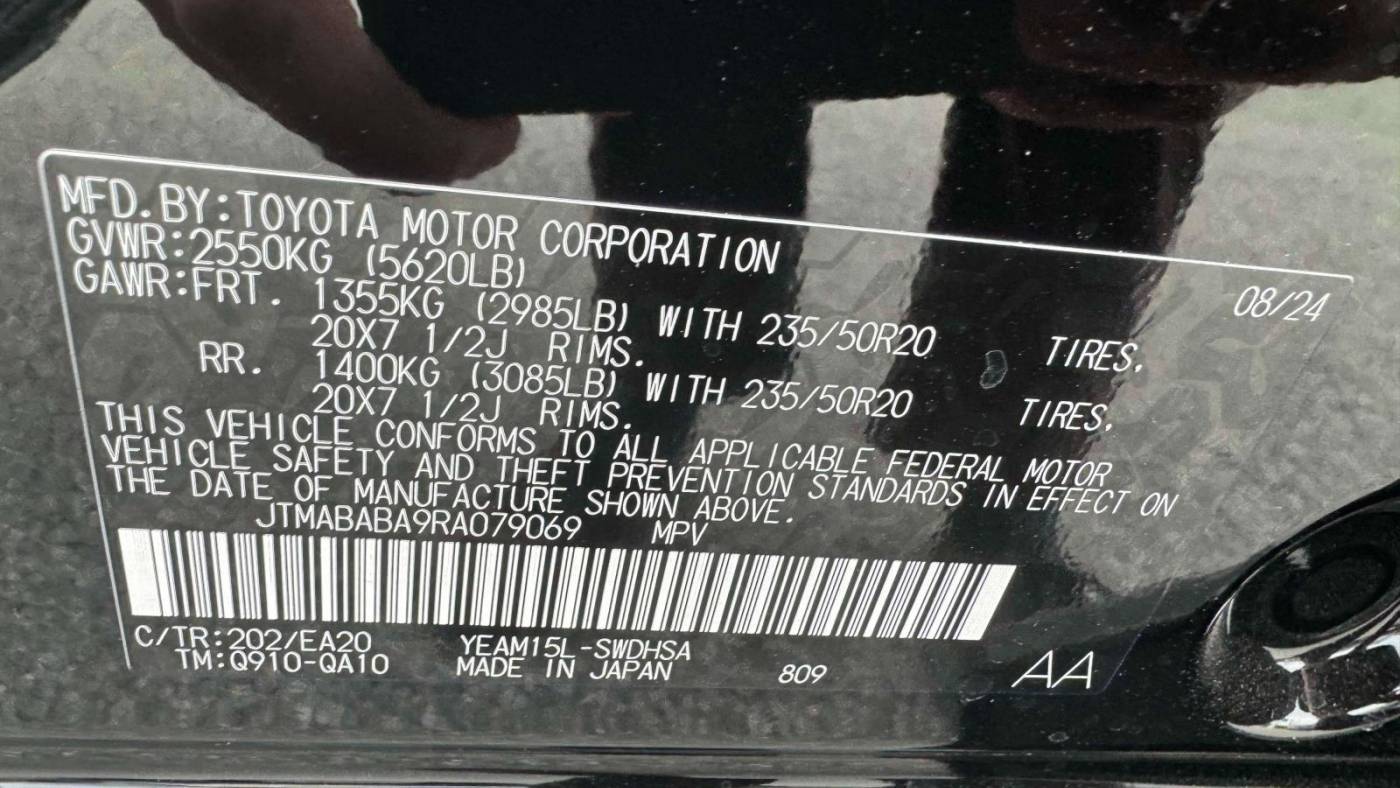 MFD.BY:TOYOTA MOTOR CORPORATION 08/24
GVWR:2550KG (5620LB)
GAWR:FRT. 1355KG (2985LB) WITH 235/50R20 TIRES.
20X7 1/2J RIMS.
RR. 1400KG (3085LB) WITH 235/50R20 TIRES.
20X7 1/2J RIMS.
THIS VEHICLE CONFORMS TO ALL APPLICABLE FEDERAL MOTOR
VEHICLE SAFETY AND THEFT PREVENTION STANDARDS IN EFFECT ON
THE DATE OF MANUFACTURE SHOWN ABOVE.
JTMABABA9RA079069 MPV
C/TR:202/EA20 YEAM15L-SWDHSA
TM:Q910-QA10 MADE IN JAPAN 809 AA